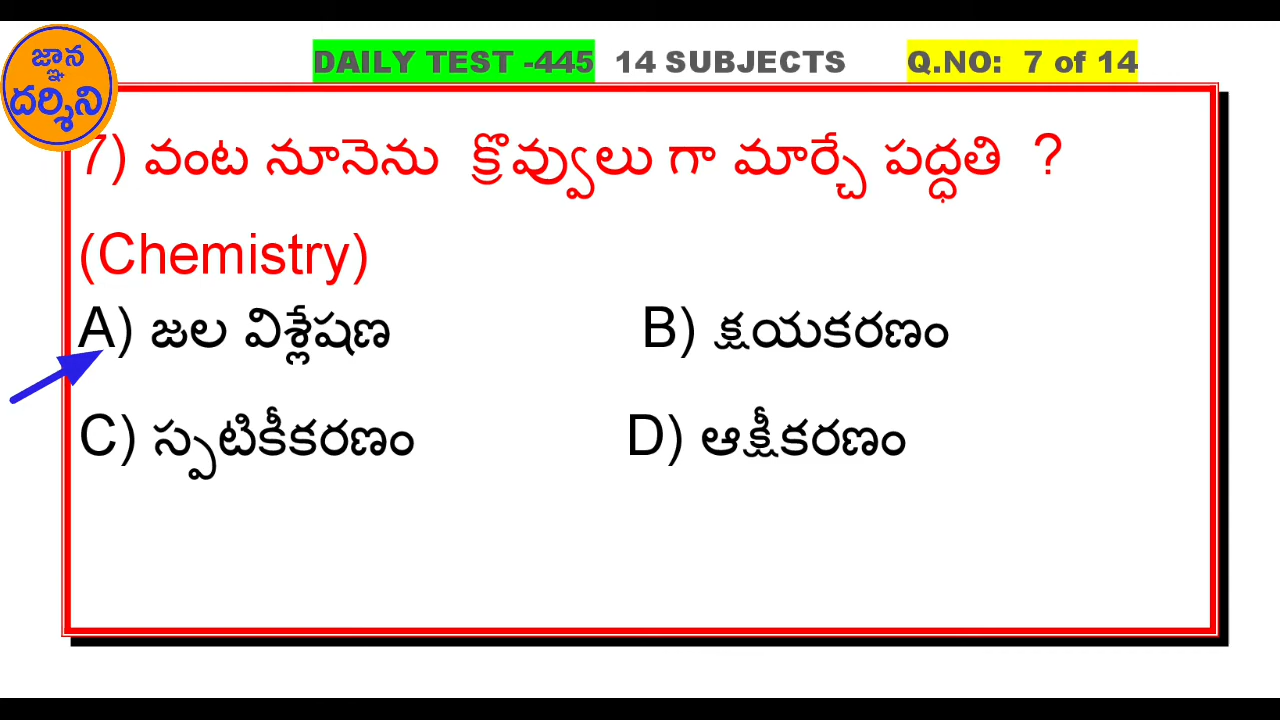 జ్ఞాన
దర్శిని
DAILY TEST -445 14 SUBJECTS Q.NO: 7 of 14
7) వంట నూనెను క్రొవ్వులు గా మార్చే పద్ధతి ?
(Chemistry)
A) జల విశ్లేషణ B) క్షయకరణం
C) స్పటికీకరణం D) ఆక్షీకరణం